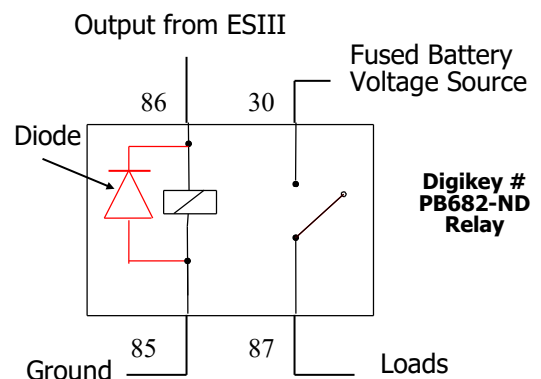 Output from ESIII
Fused Battery
Voltage Source
86
30
Diode
Digikey #
PB682-ND
Relay
85
87
Ground
Loads